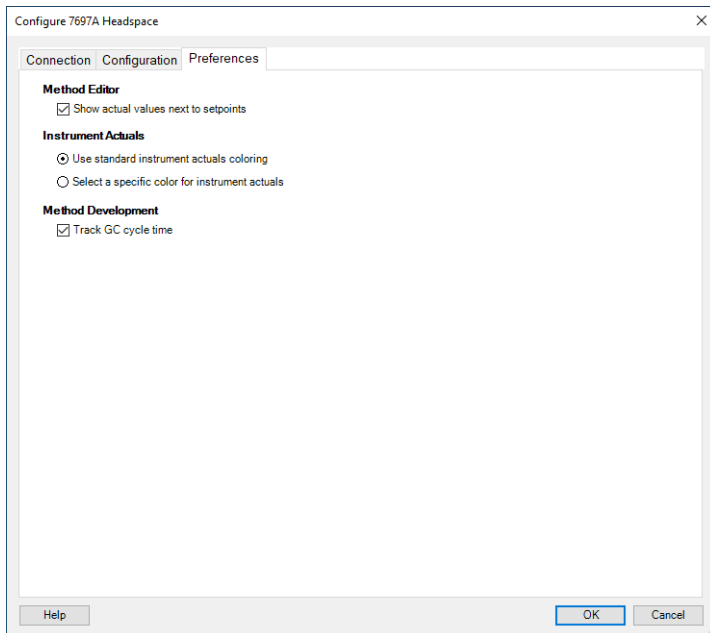 Configure 7697A Headspace
Connection Configuration Preferences
Method Editor
Show actual values next to setpoints
Instrument Actuals
Use standard instrument actuals coloring
Select a specific color for instrument actuals
Method Development
Track GC cycle time
Help OK Cancel